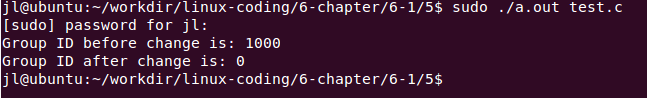 jl@ubuntu:~/workdir/linux-coding/6-chapter/6-1/5$ sudo ./a.out test.c
[sudo] password for jl:
Group ID before change is: 1000
Group ID after change is: 0
jl@ubuntu:~/workdir/linux-coding/6-chapter/6-1/5$